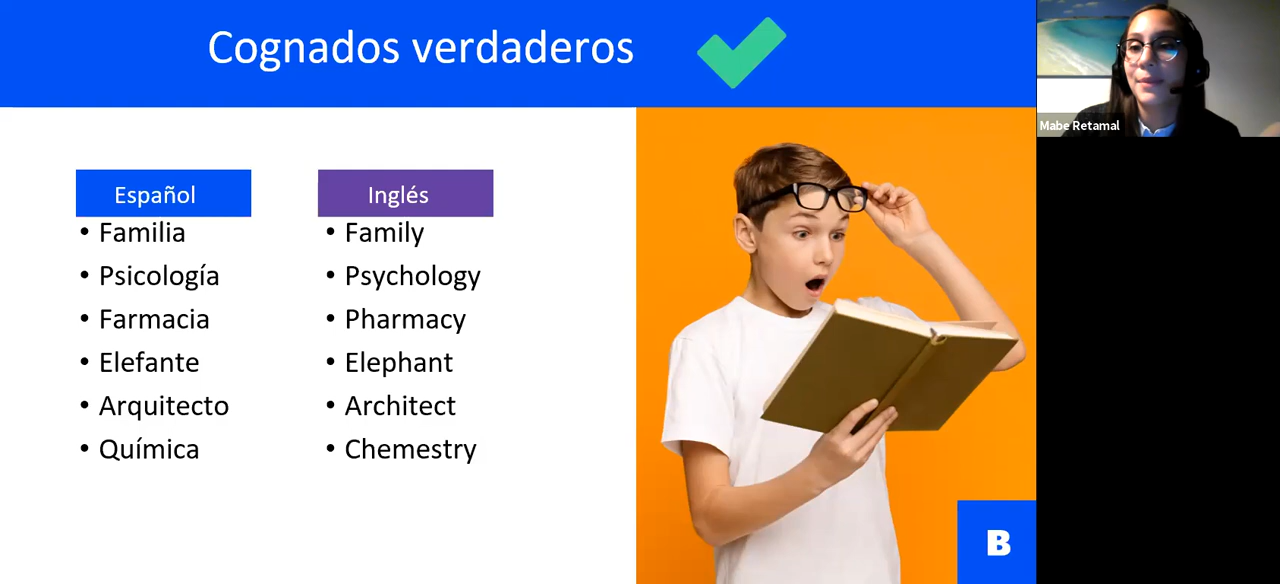 Cognados verdaderos
Mabe Retamal
Español
Inglés
• Familia
• Psicología
• Farmacia
• Elefante
• Arquitecto
• Química
• Family
• Psychology
• Pharmacy
• Elephant
• Architect
• Chemestry
B